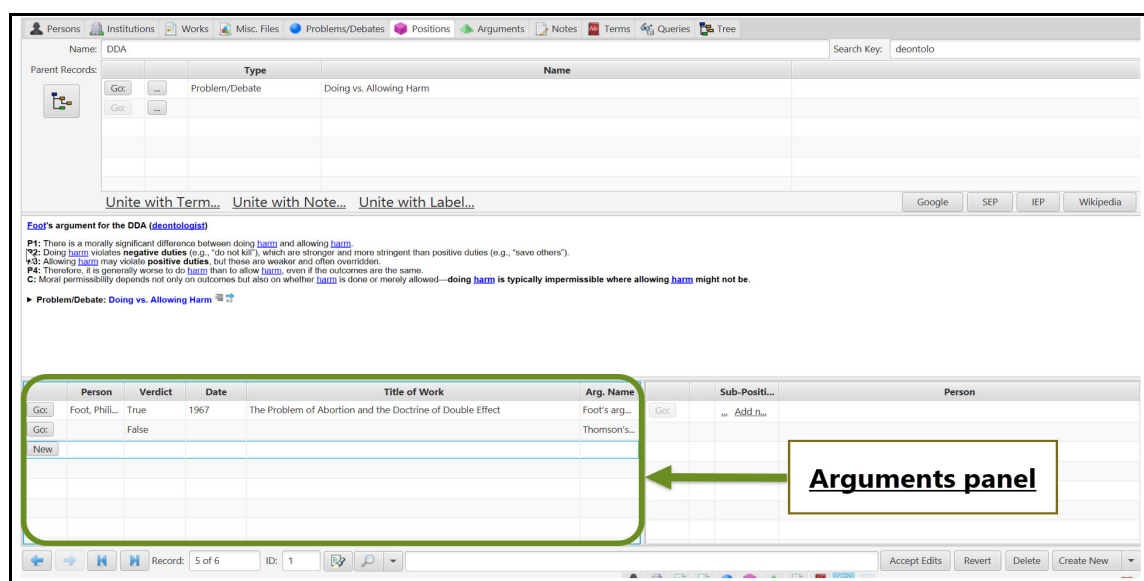 Persons Institutions Works Misc. Files Problems/Debates Positions Arguments Notes Terms Queries Tree
Name: DDA Search Key: deontolo
Parent Records: Type Name
Go: ... Problem/Debate Doing vs. Allowing Harm
Go: ...
Unite with Term... Unite with Note... Unite with Label... Google SEP IEP Wikipedia
Foot's argument for the DDA (deontologist)
P1: There is a morally significant difference between doing harm and allowing harm.
P2: Doing harm violates negative duties (e.g., "do not kill"), which are stronger and more stringent than positive duties (e.g., "save others").
P3: Allowing harm may violate positive duties, but these are weaker and often overridden.
P4: Therefore, it is generally worse to do harm than to allow harm, even if the outcomes are the same.
C: Moral permissibility depends not only on outcomes but also on whether harm is done or merely allowed—doing harm is typically impermissible where allowing harm might not be.
► Problem/Debate: Doing vs. Allowing Harm
Person Verdict Date Title of Work Arg. Name Sub-Positi... Person
Go: Foot, Phili... True 1967 The Problem of Abortion and the Doctrine of Double Effect Foot's arg... Go: ... Add n...
Go: False Thomson's...
New
Arguments panel
Record: 5 of 6 ID: 1 Accept Edits Revert Delete Create New